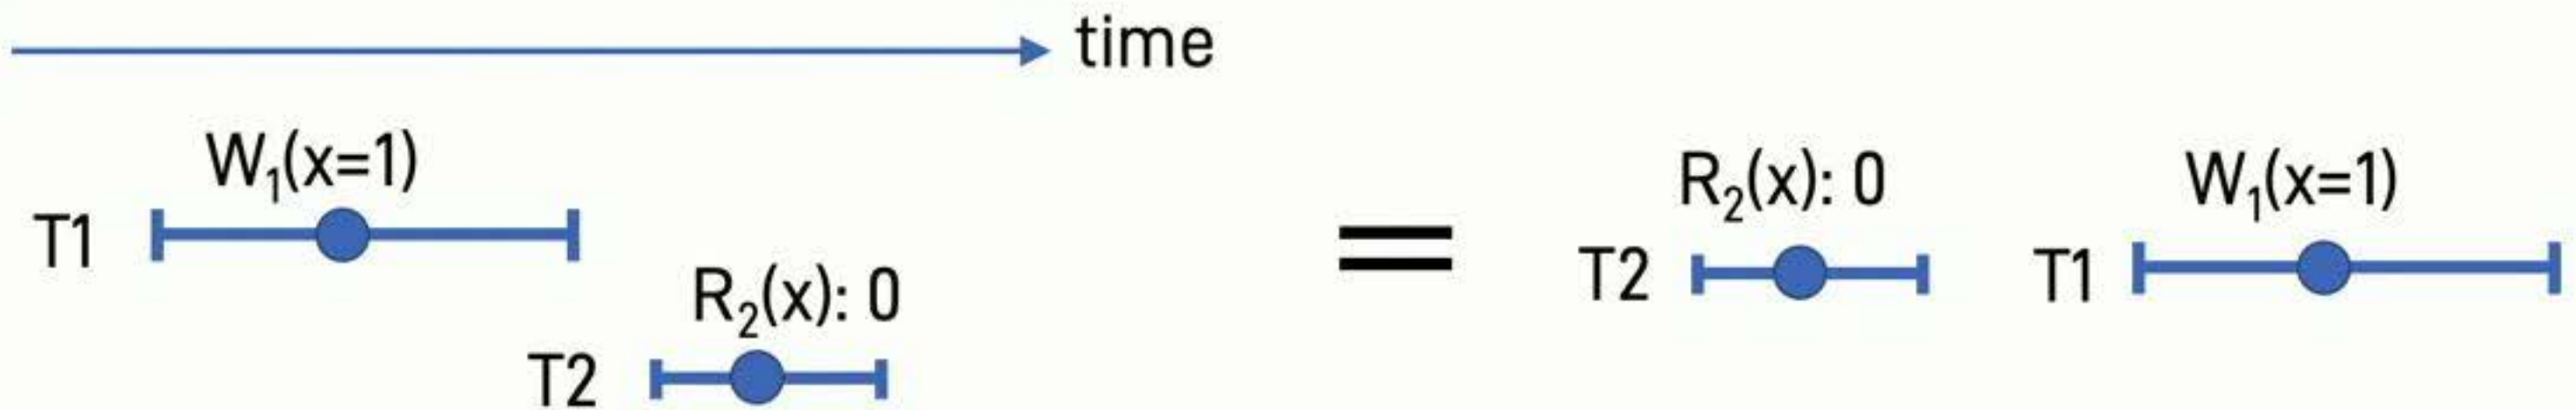 time
W₁(x=1)
T1
R₂(x): 0
T2
=
R₂(x): 0
T2
W₁(x=1)
T1